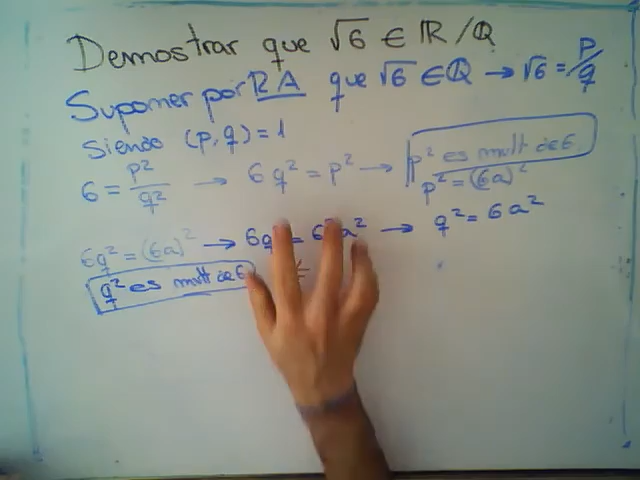 Demostrar que √6 ∈ ℝ/ℚ
Suponer por RA que √6 ∈ ℚ → √6 = p/q
Siendo (p,q) = 1
6 = p²/q² → 6q² = p² → p² es mult de 6
p² = (6a)²
6q² = (6a)² → 6q² = 6²a² → q² = 6a²
q² es mult de 6